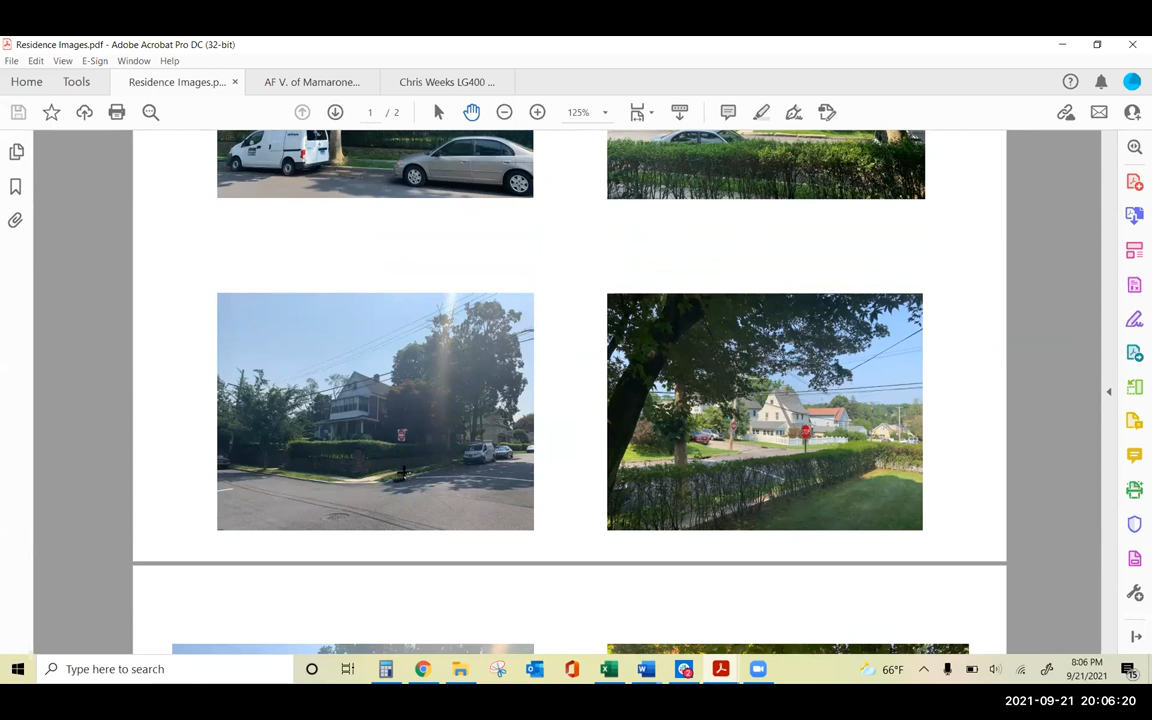 Residence Images.pdf - Adobe Acrobat Pro DC (32-bit)
File Edit View E-Sign Window Help
Home Tools Residence Images.p... × AF V. of Mamarone... Chris Weeks LG400 ...
1 / 2 125%
Type here to search
66°F
8:06 PM
9/21/2021
15
2021-09-21 20:06:20